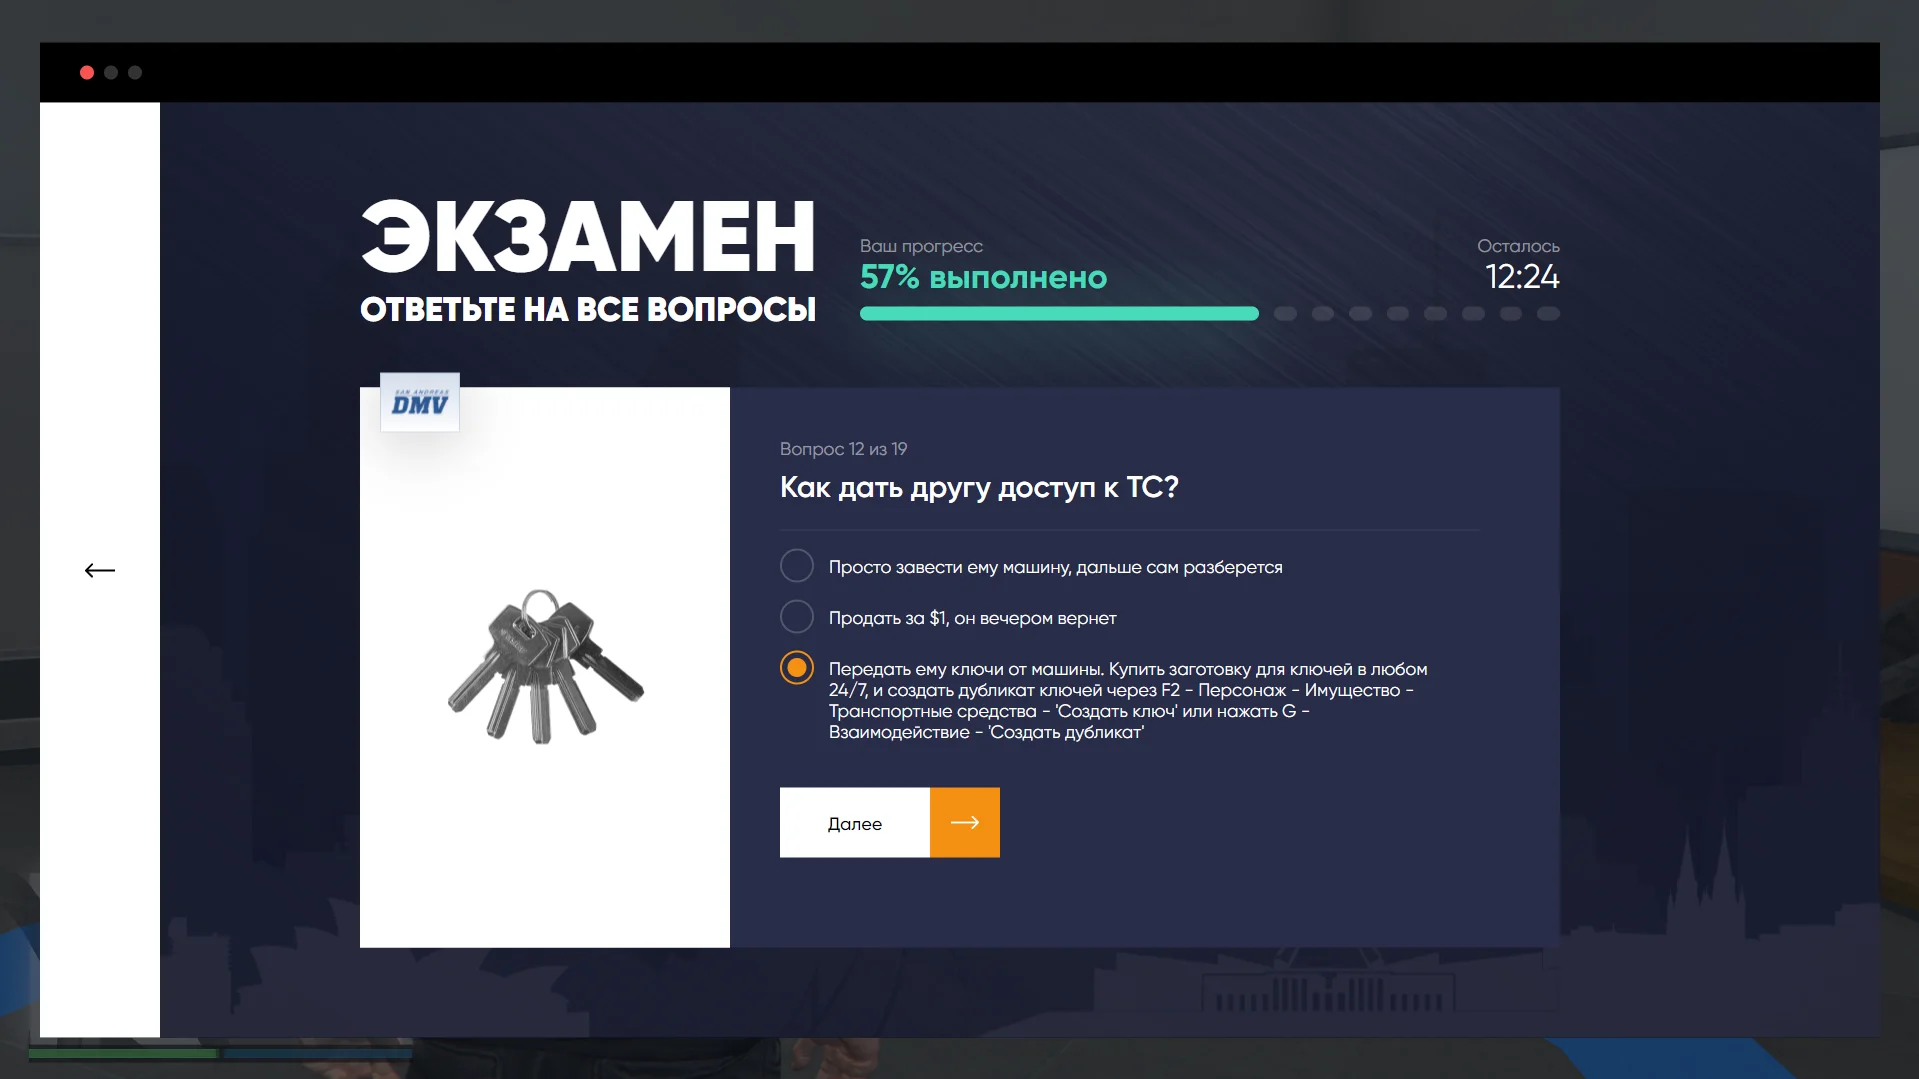 ЭКЗАМЕН
ОТВЕТЬТЕ НА ВСЕ ВОПРОСЫ
Ваш прогресс
57% выполнено
Осталось
12:24
SAN ANDREAS
DMV
Вопрос 12 из 19
Как дать другу доступ к ТС?
Просто завести ему машину, дальше сам разберется
Продать за $1, он вечером вернет
Передать ему ключи от машины. Купить заготовку для ключей в любом
24/7, и создать дубликат ключей через F2 - Персонаж - Имущество -
Транспортные средства - 'Создать ключ' или нажать G -
Взаимодействие - 'Создать дубликат'
Далее